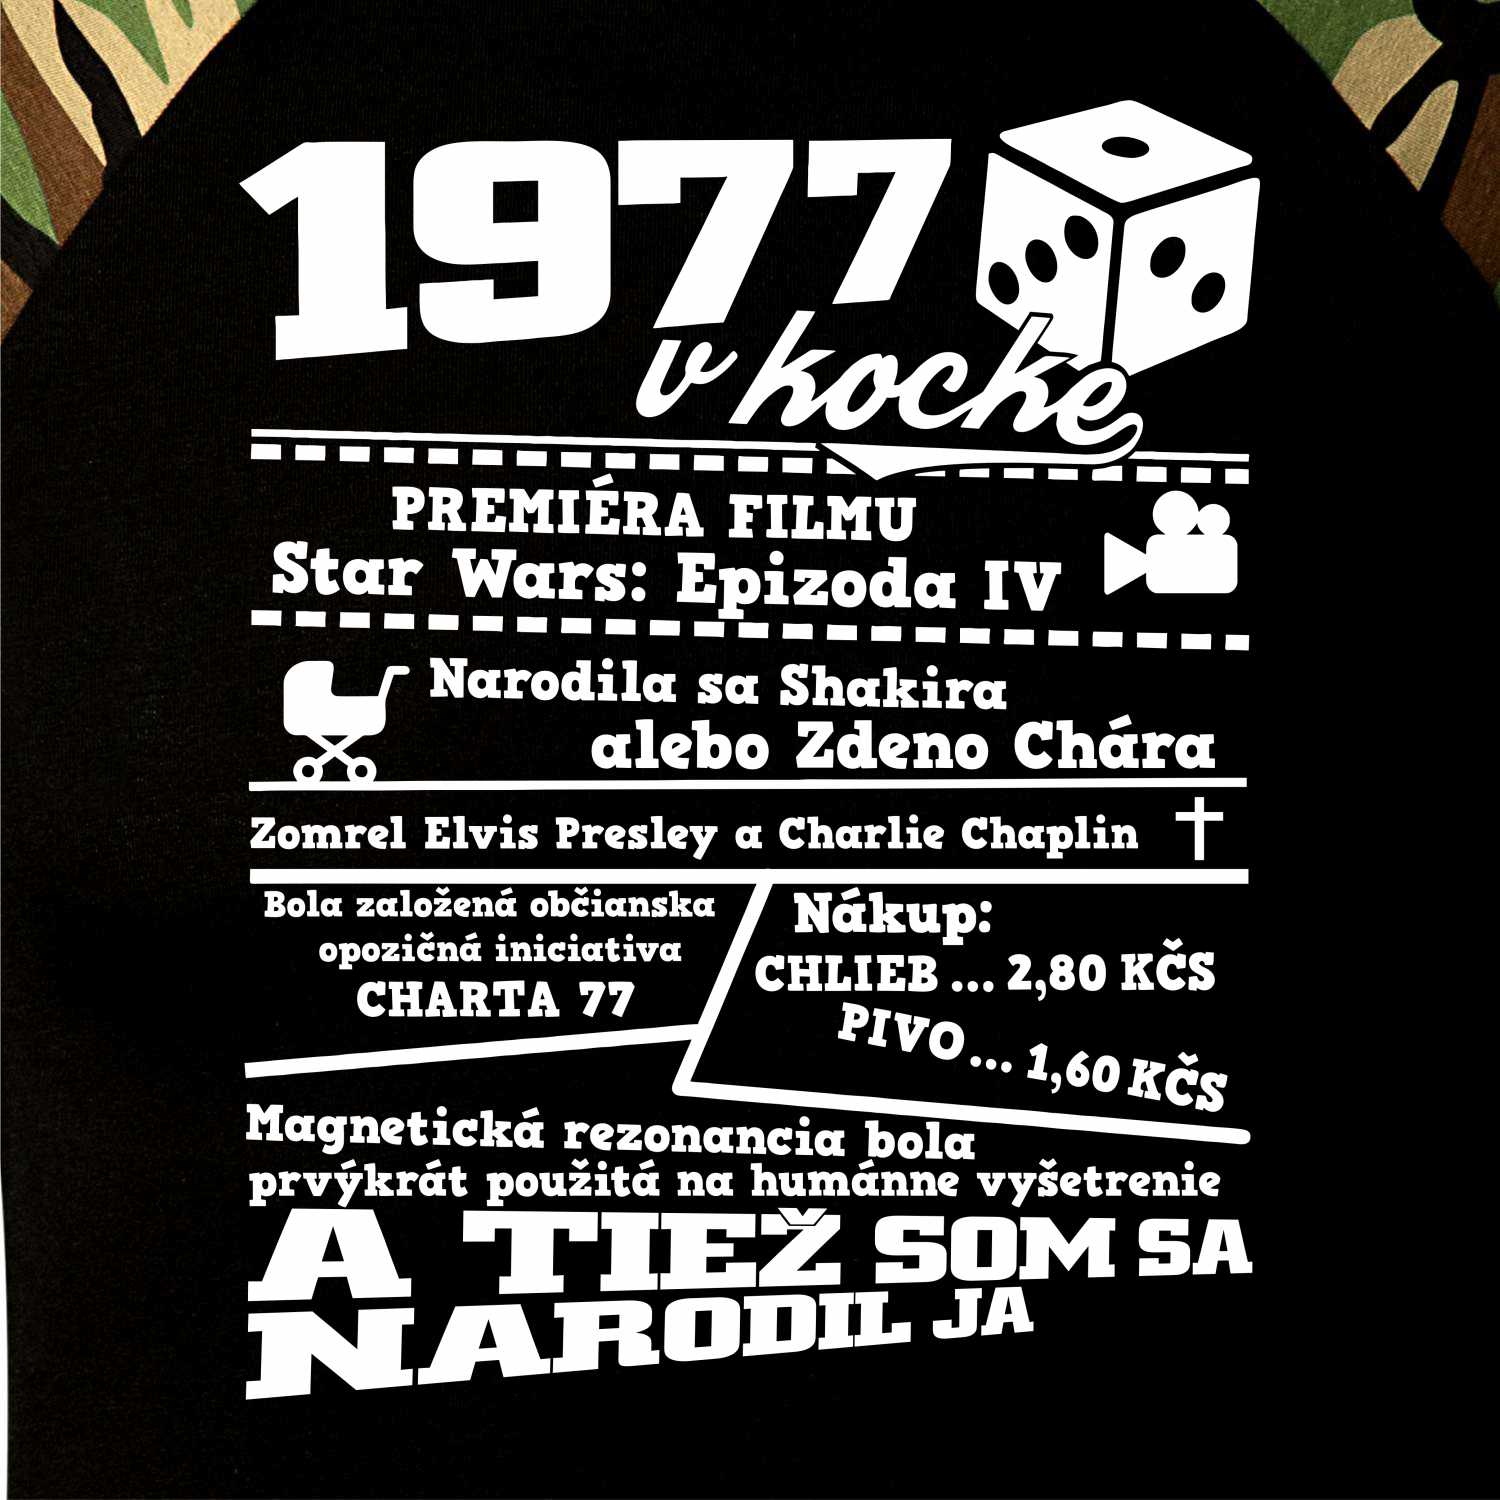 1977
v kocke
PREMIÉRA FILMU
Star Wars: Epizoda IV
Narodila sa Shakira
alebo Zdeno Chára
Zomrel Elvis Presley a Charlie Chaplin
Bola založená občianska
opozičná iniciatíva
CHARTA 77
Nákup:
CHLIEB ... 2,80 KČS
PIVO ... 1,60 KČS
Magnetická rezonancia bola
prvýkrát použitá na humánne vyšetrenie
A TIEŽ SOM SA
NARODIL JA